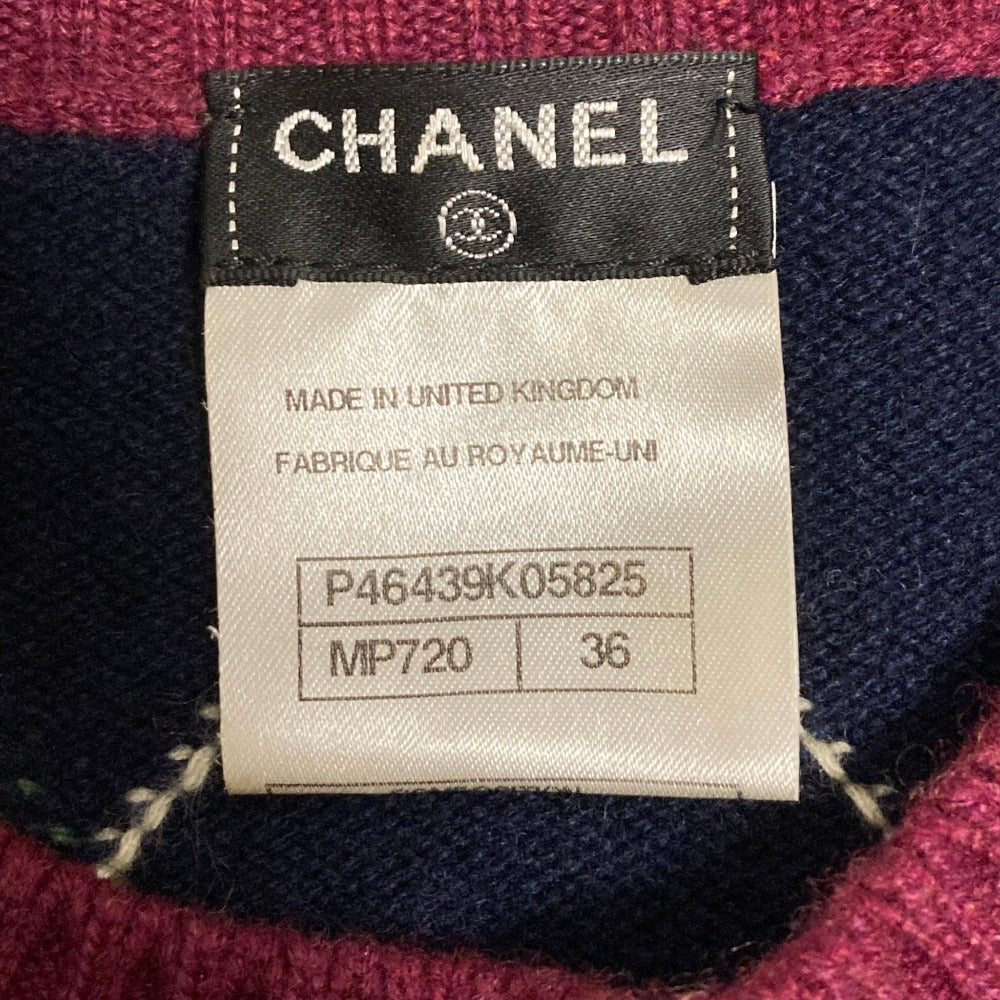 CHANEL
MADE IN UNITED KINGDOM
FABRIQUE AU ROYAUME-UNI
P46439K05825
MP720 36